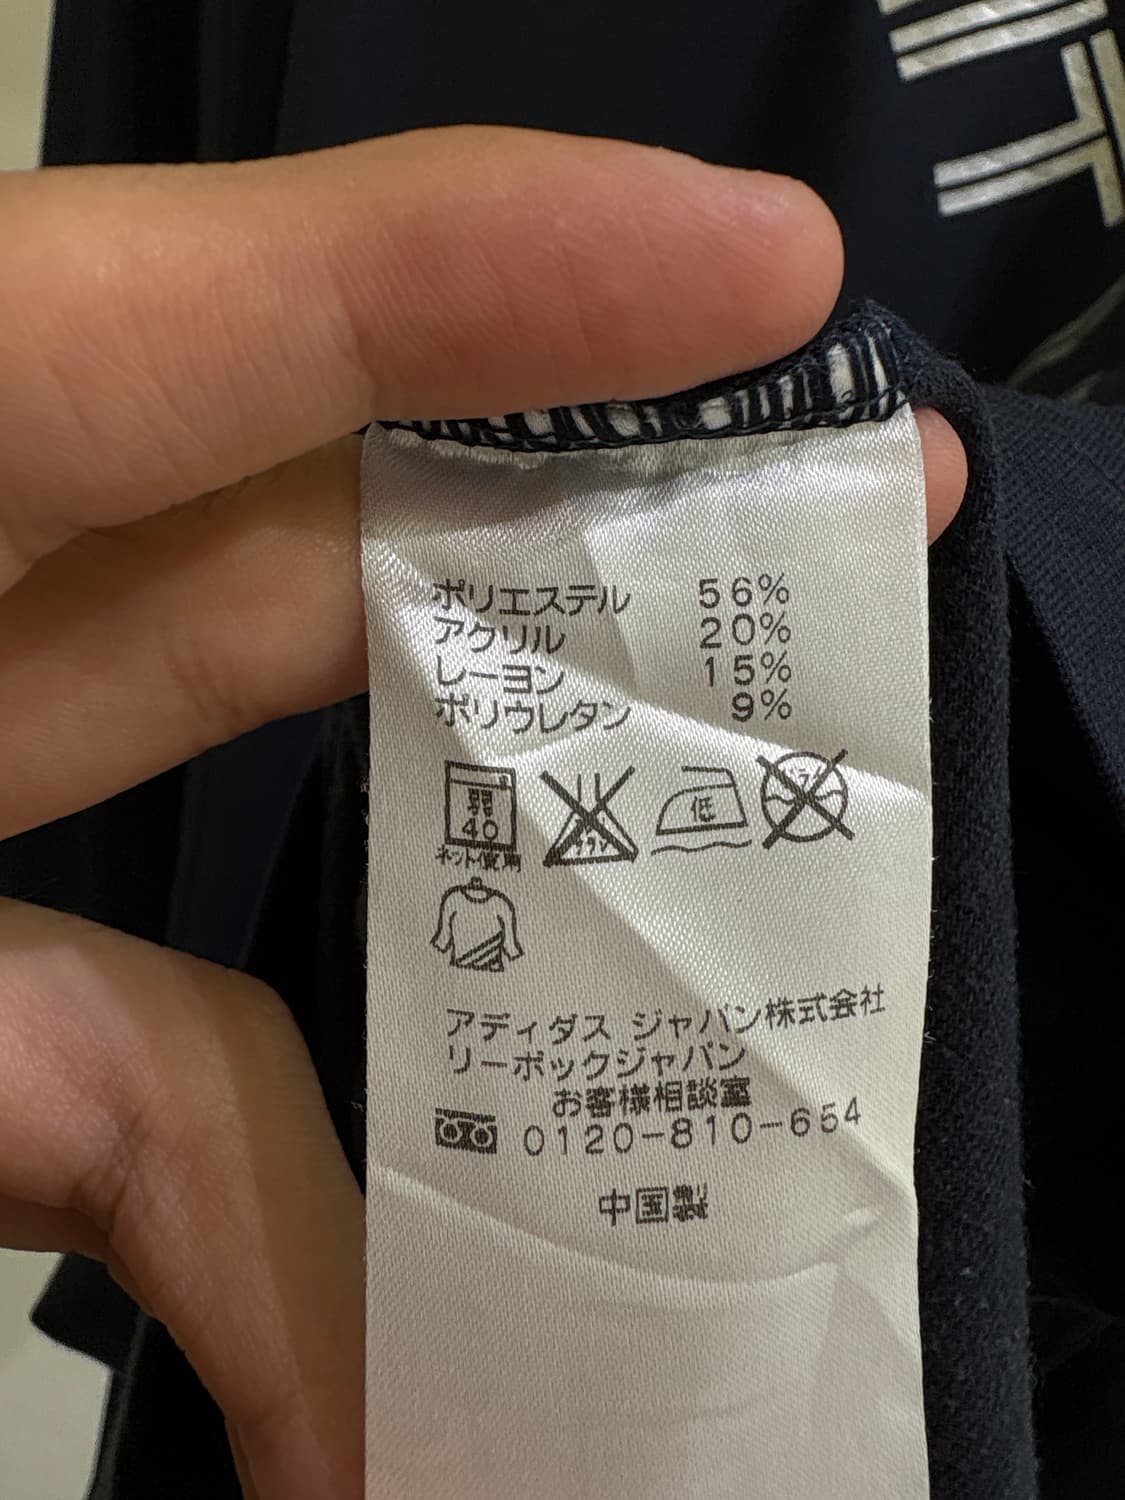 ポリエステル 56%
アクリル 20%
レーヨン 15%
ポリウレタン 9%
40
ネット使用
低
アディダス ジャパン株式会社
リーボックジャパン
お客様相談室
0120-810-654
中国製